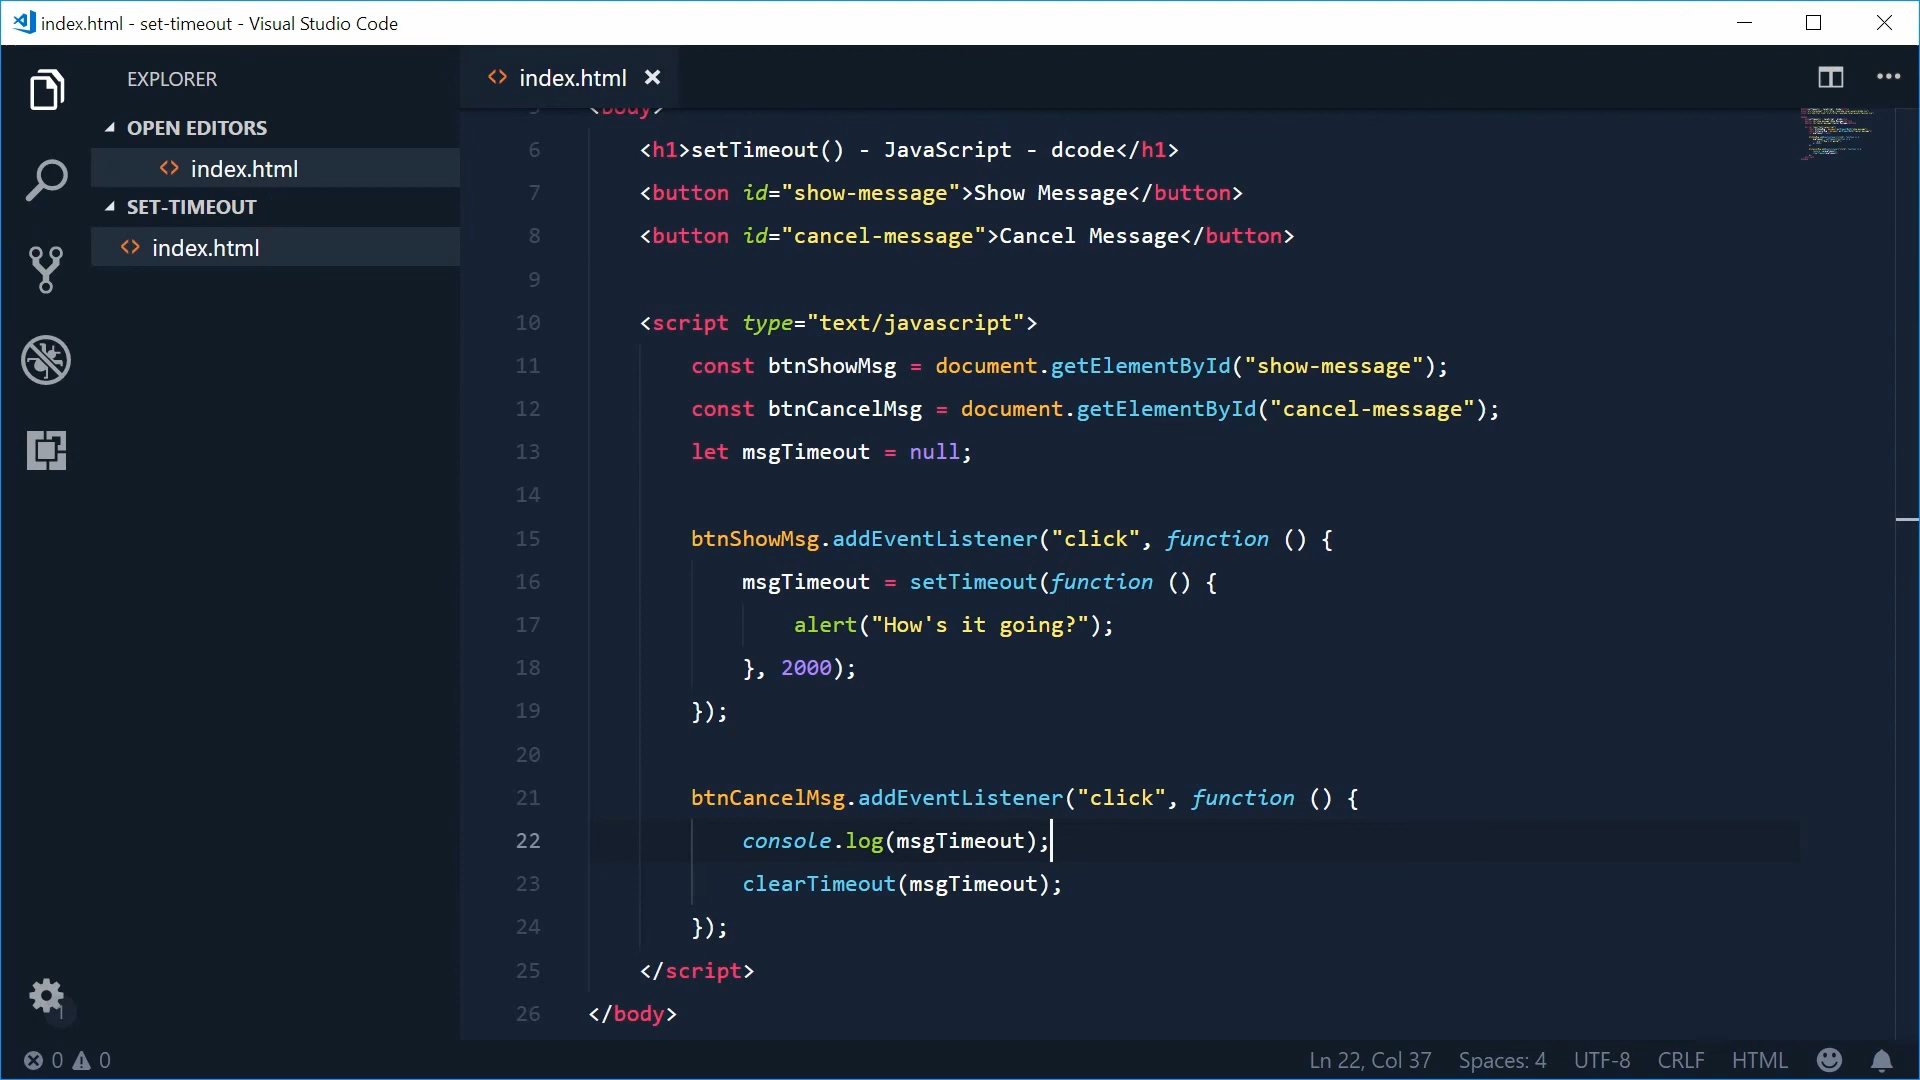 index.html - set-timeout - Visual Studio Code
EXPLORER
OPEN EDITORS
index.html
SET-TIMEOUT
index.html
index.html
5 <body>
6 <h1>setTimeout() - JavaScript - dcode</h1>
7 <button id="show-message">Show Message</button>
8 <button id="cancel-message">Cancel Message</button>
9
10 <script type="text/javascript">
11 const btnShowMsg = document.getElementById("show-message");
12 const btnCancelMsg = document.getElementById("cancel-message");
13 let msgTimeout = null;
14
15 btnShowMsg.addEventListener("click", function () {
16 msgTimeout = setTimeout(function () {
17 alert("How's it going?");
18 }, 2000);
19 });
20
21 btnCancelMsg.addEventListener("click", function () {
22 console.log(msgTimeout);
23 clearTimeout(msgTimeout);
24 });
25 </script>
26 </body>
1
0 0
Ln 22, Col 37 Spaces: 4 UTF-8 CRLF HTML